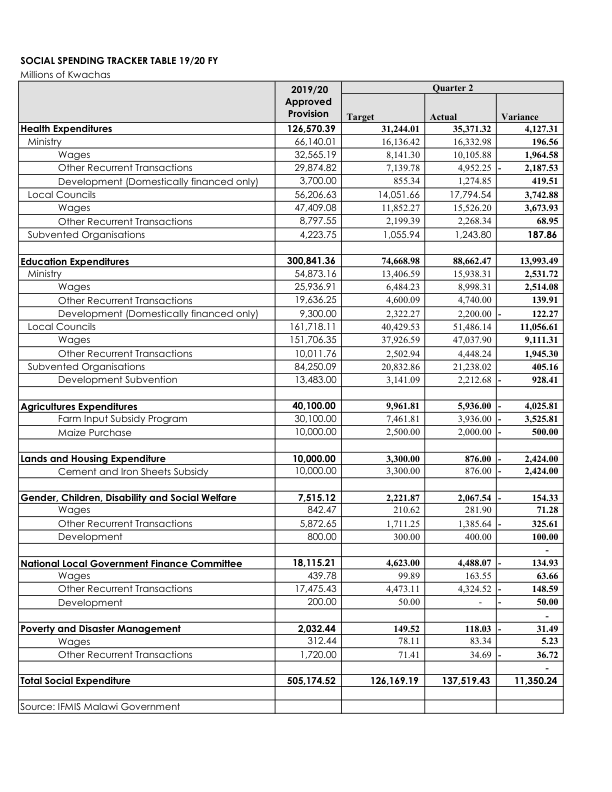 SOCIAL SPENDING TRACKER TABLE 19/20 FY
Millions of Kwachas
2019/20 Approved Provision Quarter 2
Target Actual Variance
Health Expenditures 126,570.39 31,244.01 35,371.32 4,127.31
Ministry 66,140.01 16,136.42 16,332.98 196.56
Wages 32,565.19 8,141.30 10,105.88 1,964.58
Other Recurrent Transactions 29,874.82 7,139.78 4,952.25 - 2,187.53
Development (Domestically financed only) 3,700.00 855.34 1,274.85 419.51
Local Councils 56,206.63 14,051.66 17,794.54 3,742.88
Wages 47,409.08 11,852.27 15,526.20 3,673.93
Other Recurrent Transactions 8,797.55 2,199.39 2,268.34 68.95
Subvented Organisations 4,223.75 1,055.94 1,243.80 187.86
Education Expenditures 300,841.36 74,668.98 88,662.47 13,993.49
Ministry 54,873.16 13,406.59 15,938.31 2,531.72
Wages 25,936.91 6,484.23 8,998.31 2,514.08
Other Recurrent Transactions 19,636.25 4,600.09 4,740.00 139.91
Development (Domestically financed only) 9,300.00 2,322.27 2,200.00 - 122.27
Local Councils 161,718.11 40,429.53 51,486.14 11,056.61
Wages 151,706.35 37,926.59 47,037.90 9,111.31
Other Recurrent Transactions 10,011.76 2,502.94 4,448.24 1,945.30
Subvented Organisations 84,250.09 20,832.86 21,238.02 405.16
Development Subvention 13,483.00 3,141.09 2,212.68 - 928.41
Agricultures Expenditures 40,100.00 9,961.81 5,936.00 - 4,025.81
Farm Input Subsidy Program 30,100.00 7,461.81 3,936.00 - 3,525.81
Maize Purchase 10,000.00 2,500.00 2,000.00 - 500.00
Lands and Housing Expenditure 10,000.00 3,300.00 876.00 - 2,424.00
Cement and Iron Sheets Subsidy 10,000.00 3,300.00 876.00 - 2,424.00
Gender, Children, Disability and Social Welfare 7,515.12 2,221.87 2,067.54 - 154.33
Wages 842.47 210.62 281.90 71.28
Other Recurrent Transactions 5,872.65 1,711.25 1,385.64 - 325.61
Development 800.00 300.00 400.00 100.00
-
National Local Government Finance Committee 18,115.21 4,623.00 4,488.07 - 134.93
Wages 439.78 99.89 163.55 63.66
Other Recurrent Transactions 17,475.43 4,473.11 4,324.52 - 148.59
Development 200.00 50.00 - - 50.00
-
Poverty and Disaster Management 2,032.44 149.52 118.03 - 31.49
Wages 312.44 78.11 83.34 5.23
Other Recurrent Transactions 1,720.00 71.41 34.69 - 36.72
-
Total Social Expenditure 505,174.52 126,169.19 137,519.43 11,350.24
Source: IFMIS Malawi Government